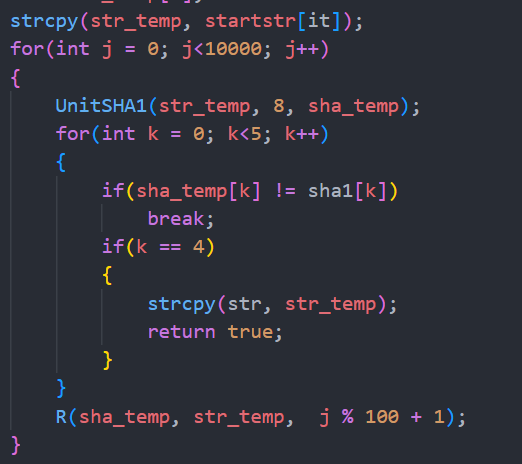 strcpy(str_temp, startstr[it]);
for(int j = 0; j<10000; j++)
{
    UnitSHA1(str_temp, 8, sha_temp);
    for(int k = 0; k<5; k++)
    {
        if(sha_temp[k] != sha1[k])
            break;
        if(k == 4)
        {
            strcpy(str, str_temp);
            return true;
        }
    }
    R(sha_temp, str_temp,  j % 100 + 1);
}